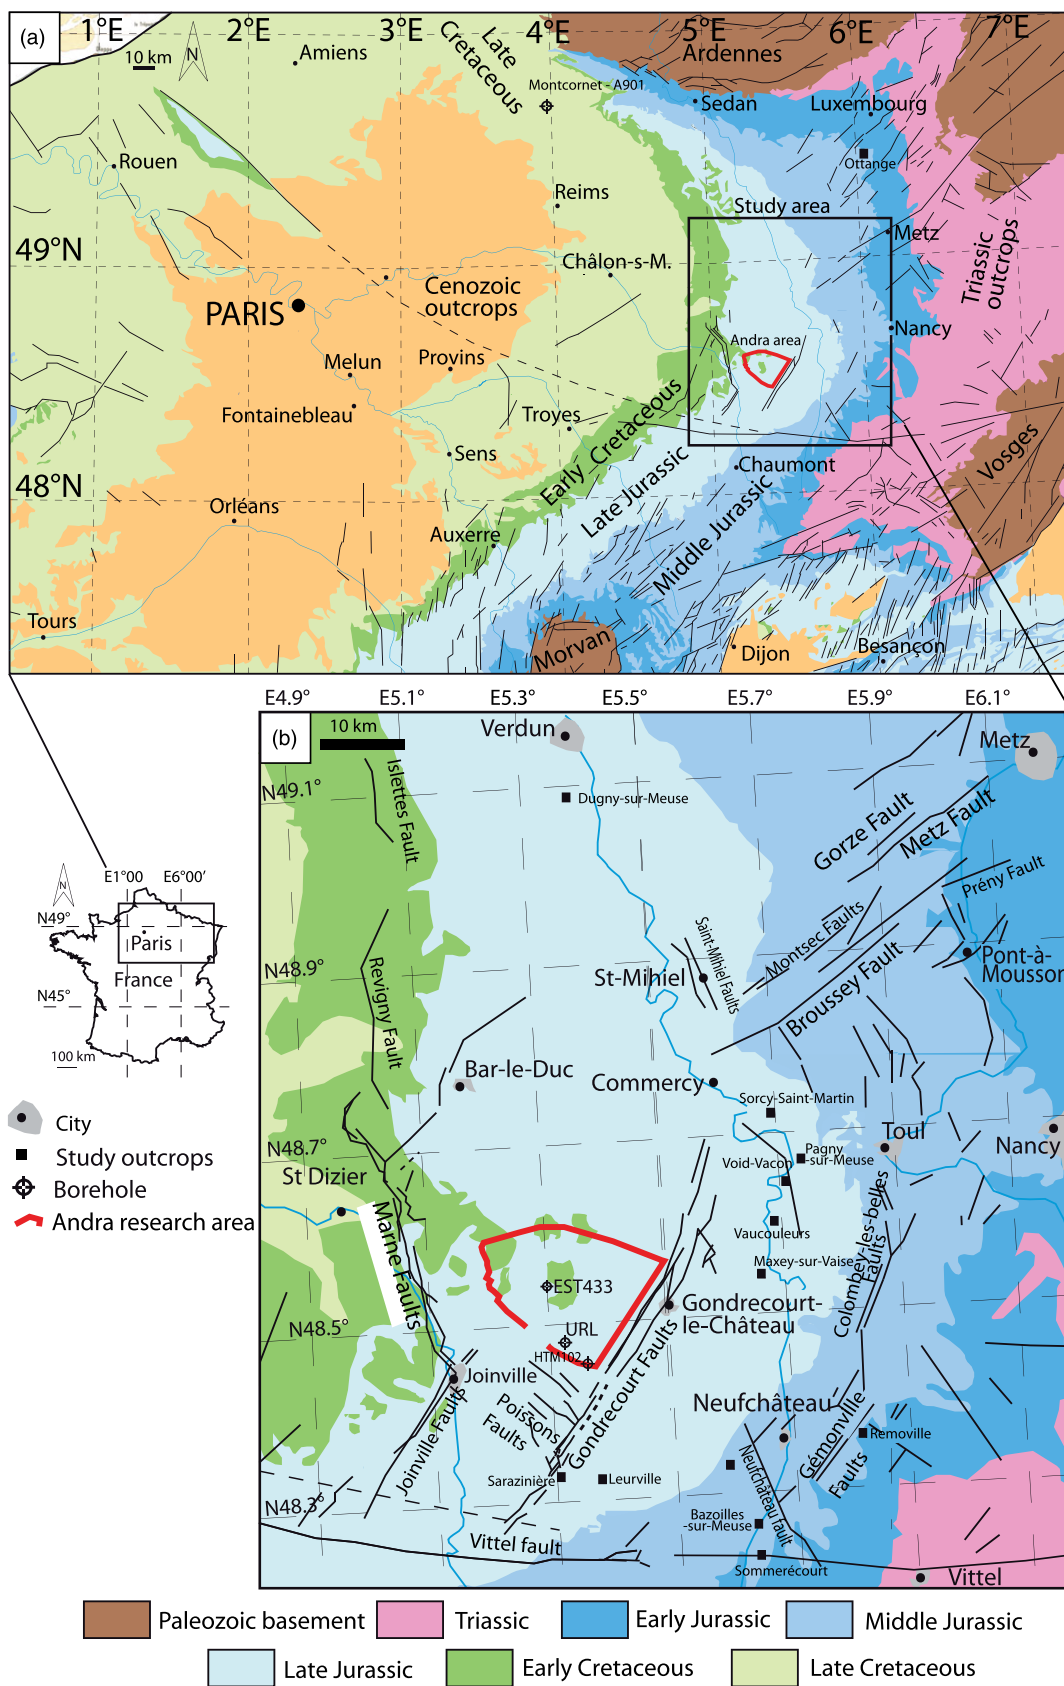 (a)
1°E 2°E 3°E 4°E 5°E 6°E 7°E
10 km
N
Amiens
Late
Cretaceous
Montcornet - A901
Ardennes
Sedan
Luxembourg
Ottange
Rouen
Reims
Study area
Metz
49°N
Châlon-s-M.
Triassic
outcrops
PARIS
Cenozoic
outcrops
Nancy
Andra area
Melun
Provins
Fontainebleau
Troyes
Early Cretaceous
Sens
Late Jurassic
Chaumont
Vosges
48°N
Orléans
Auxerre
Middle Jurassic
Tours
Morvan
Dijon
Besançon
E4.9° E5.1° E5.3° E5.5° E5.7° E5.9° E6.1°
(b)
10 km
Verdun
Metz
Islettes Fault
N49.1°
Dugny-sur-Meuse
Gorze Fault
Metz Fault
Prény Fault
Montsec Faults
Saint-Mihiel Faults
St-Mihiel
Broussey Fault
Pont-à-
Mousson
N48.9°
Revigny Fault
Bar-le-Duc
Commercy
Sorcy-Saint-Martin
Toul
Nancy
Pagny
-sur-Meuse
Void-Vacon
N48.7°
St Dizier
Marne Faults
Vaucouleurs
Maxey-sur-Vaise
Colombey-les-belles
Faults
EST433
Gondrecourt-
le-Château
URL
HTM102
N48.5°
Joinville
Joinville Faults
Poissons
Faults
Gondrecourt Faults
Neufchâteau
Gémonville
Faults
Removille
Neufchâteau fault
Sarazinière
Leurville
N48.3°
Bazoilles
-sur-Meuse
Vittel fault
Sommerécourt
Vittel
N
E1°00 E6°00'
N49°
Paris
France
N45°
100 km
City
Study outcrops
Borehole
Andra research area
Paleozoic basement
Triassic
Early Jurassic
Middle Jurassic
Late Jurassic
Early Cretaceous
Late Cretaceous